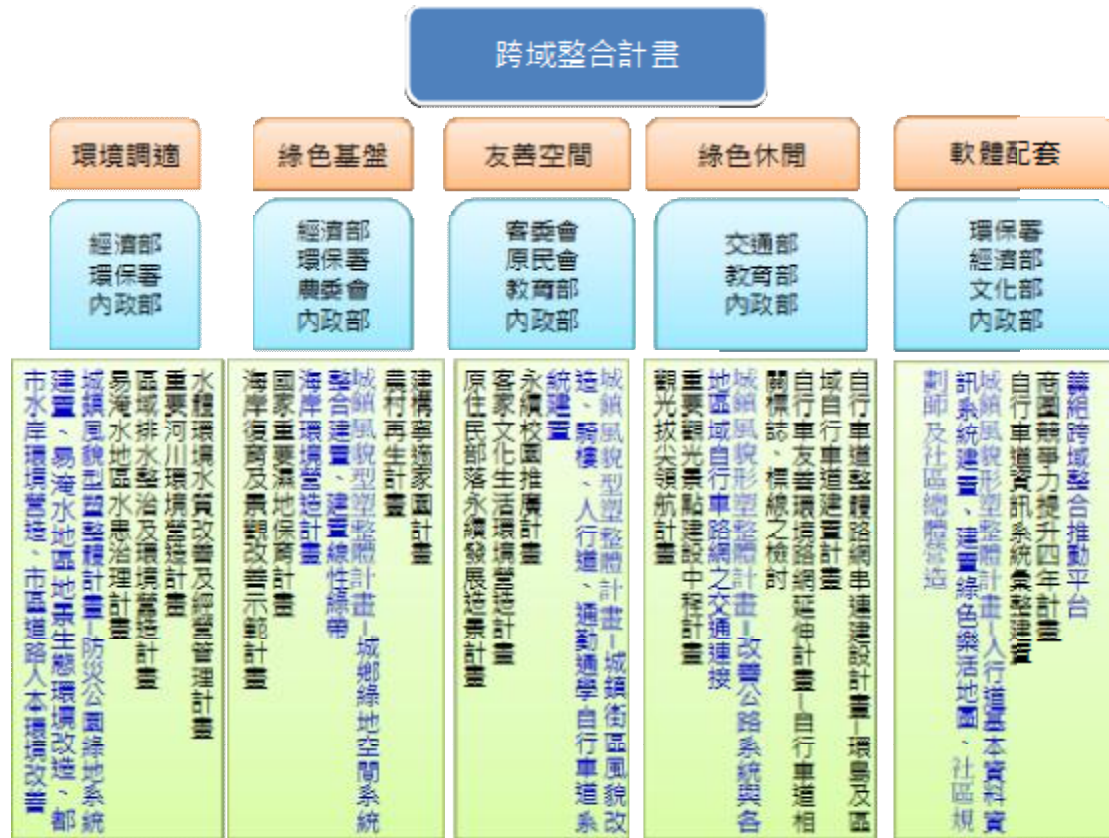 跨域整合計畫
環境調適
綠色基盤
友善空間
綠色休閒
軟體配套
經濟部
環保署
內政部
經濟部
環保署
農委會
內政部
客委會
原民會
教育部
內政部
交通部
教育部
內政部
環保署
經濟部
文化部
內政部
水體環境水質改善及經營管理計畫
重要河川環境營造計畫
區域排水整治及環境營造計畫
易淹水地區水患治理計畫
城鎮風貌型塑整體計畫－防災公園綠地系統
建置、易淹水地區地景生態環境改造、都
市水岸環境營造、市區道路人本環境改善
建構寧適家園計畫
農村再生計畫
城鎮風貌型塑整體計畫－城鄉綠地空間系統
整合建置、建置線性綠帶
海岸環境營造計畫
國家重要濕地保育計畫
海岸復育及景觀改善示範計畫
城鎮風貌型塑整體計畫－城鎮街區風貌改
造、騎樓、人行道、通勤通學自行車道系
統建置
永續校園推廣計畫
客家文化生活環境營造計畫
原住民部落永續發展造景計畫
自行車道整體路網串連建設計畫－環島及區
域自行車道建置計畫
自行車友善環境路網延伸計畫－自行車道相
關標誌、標線之檢討
城鎮風貌形塑整體計畫－改善公路系統與各
地區域自行車路網之交通連接
重要觀光景點建設中程計畫
觀光拔尖領航計畫
籌組跨域整合推動平台
商圈競爭力提升四年計畫
自行車道資訊系統彙整建置
城鎮風貌形塑整體計畫－人行道基本資料資
訊系統建置、建置綠色樂活地圖、社區規
劃師及社區總體營造